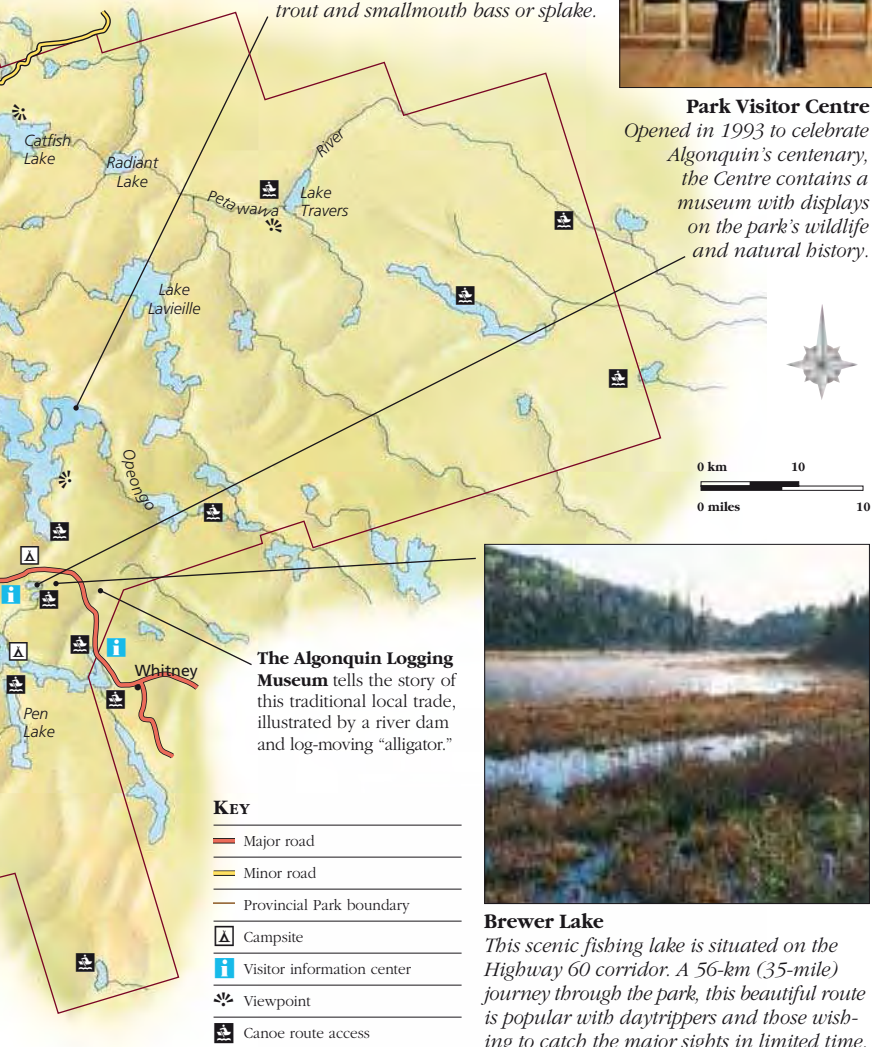 trout and smallmouth bass or splake.
Park Visitor Centre
Opened in 1993 to celebrate
Algonquin's centenary,
the Centre contains a
museum with displays
on the park's wildlife
and natural history.
Catfish
Lake
Radiant
Lake
River
Petawawa
Lake
Travers
Lake
Lavieille
Opeongo
0 km 10
0 miles 10
Whitney
Pen
Lake
The Algonquin Logging
Museum tells the story of
this traditional local trade,
illustrated by a river dam
and log-moving “alligator.”
KEY
Major road
Minor road
Provincial Park boundary
Campsite
i Visitor information center
Viewpoint
Canoe route access
Brewer Lake
This scenic fishing lake is situated on the
Highway 60 corridor. A 56-km (35-mile)
journey through the park, this beautiful route
is popular with daytrippers and those wish-
ing to catch the major sights in limited time.